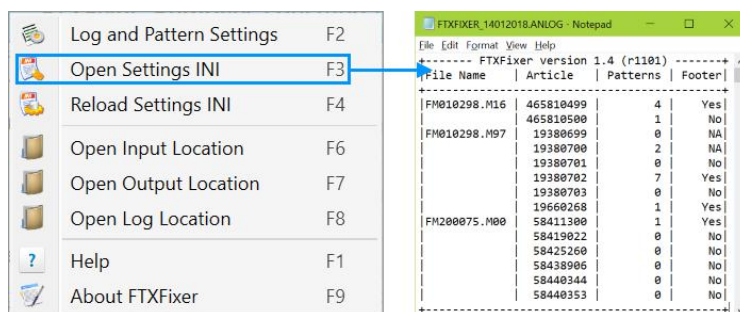 Log and Pattern Settings F2
Open Settings INI F3
Reload Settings INI F4
Open Input Location F6
Open Output Location F7
Open Log Location F8
? Help F1
About FTXFixer F9
FTXFIXER_14012018.ANLOG - Notepad
File Edit Format View Help
+------- FTXFixer version 1.4 (r1101) -------+
|File Name | Article | Patterns | Footer|
+--------------------------------------------+
|FM010298.M16 | 465810499 | 4 | Yes|
| | 465810500 | 1 | No|
|FM010298.M97 | 19380699 | 0 | NA|
| | 19380700 | 2 | NA|
| | 19380701 | 0 | No|
| | 19380702 | 7 | Yes|
| | 19380703 | 0 | No|
| | 19660268 | 1 | Yes|
|FM200075.M00 | 58411300 | 1 | Yes|
| | 58419022 | 0 | No|
| | 58425260 | 0 | No|
| | 58438906 | 0 | No|
| | 58440344 | 0 | No|
| | 58440353 | 0 | No|
+--------------------------------------------+